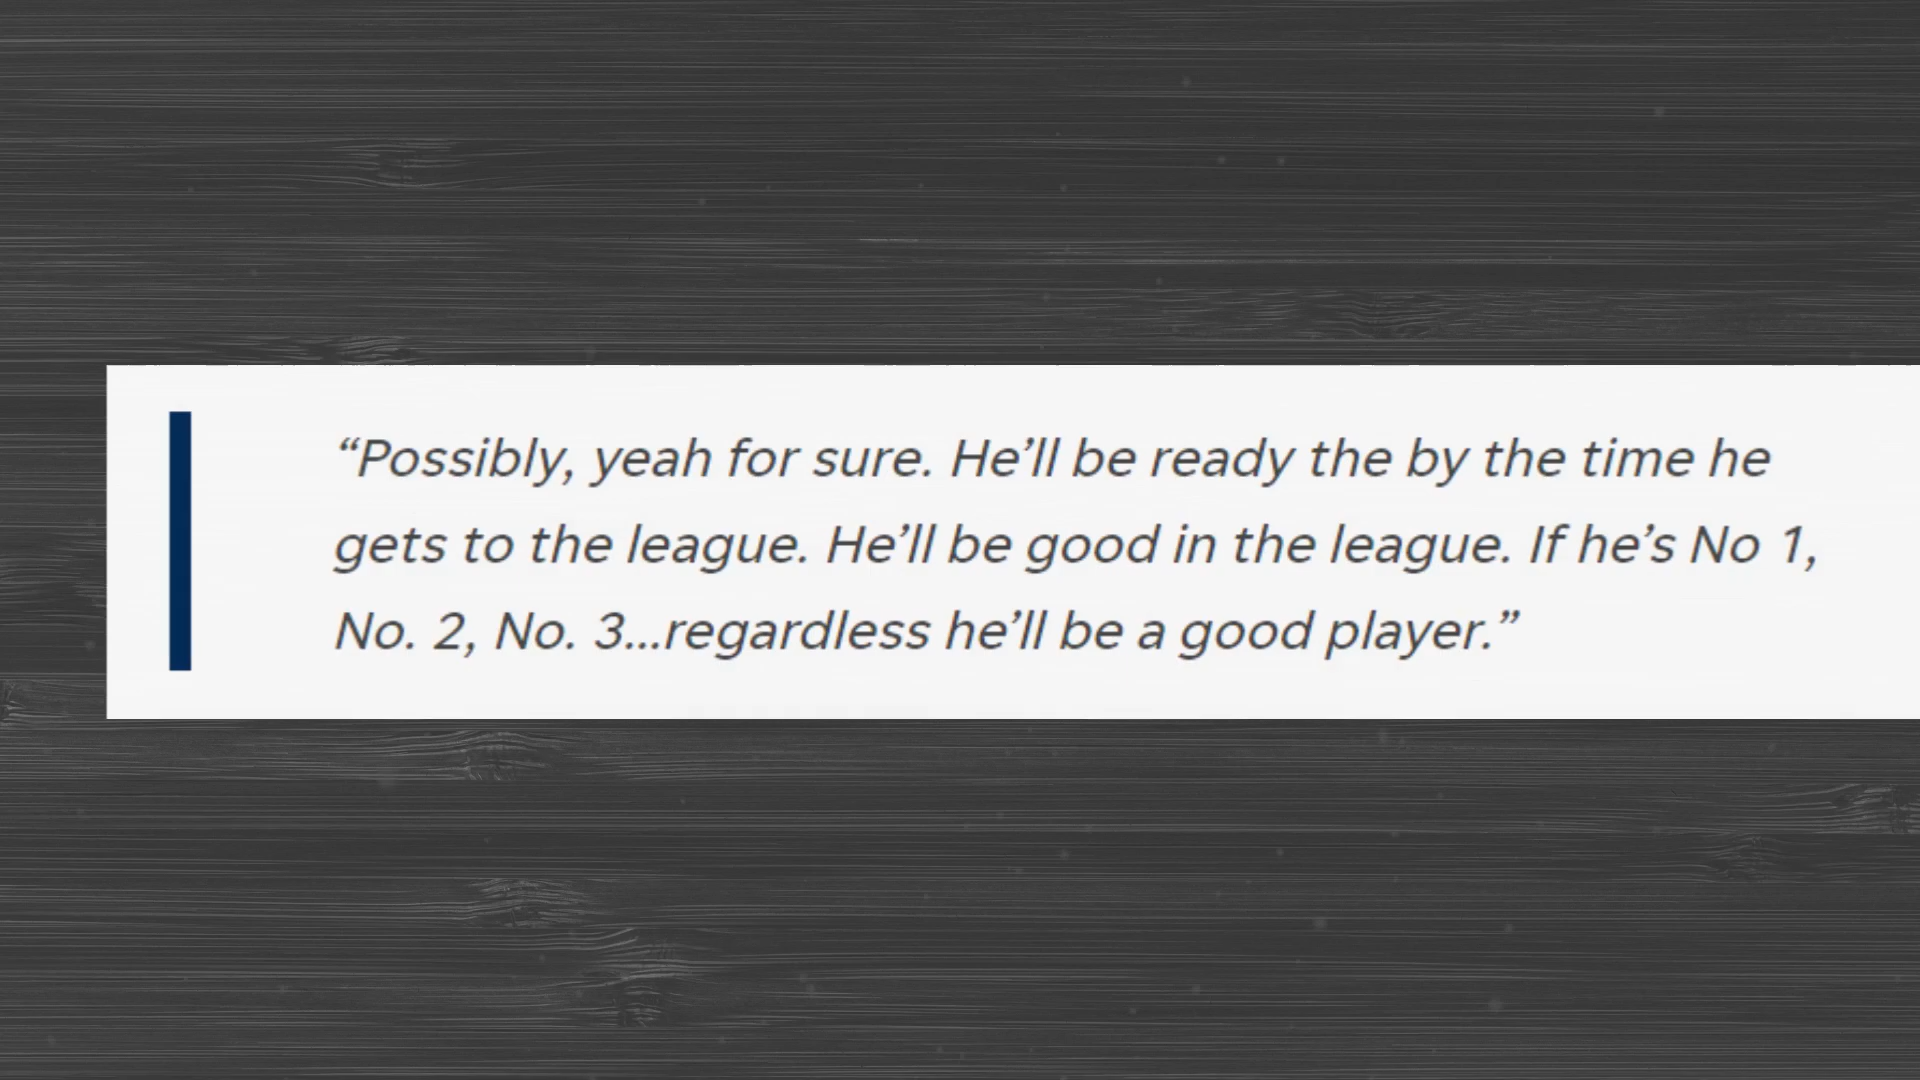 “Possibly, yeah for sure. He’ll be ready the by the time he
gets to the league. He’ll be good in the league. If he’s No 1,
No. 2, No. 3...regardless he’ll be a good player.”